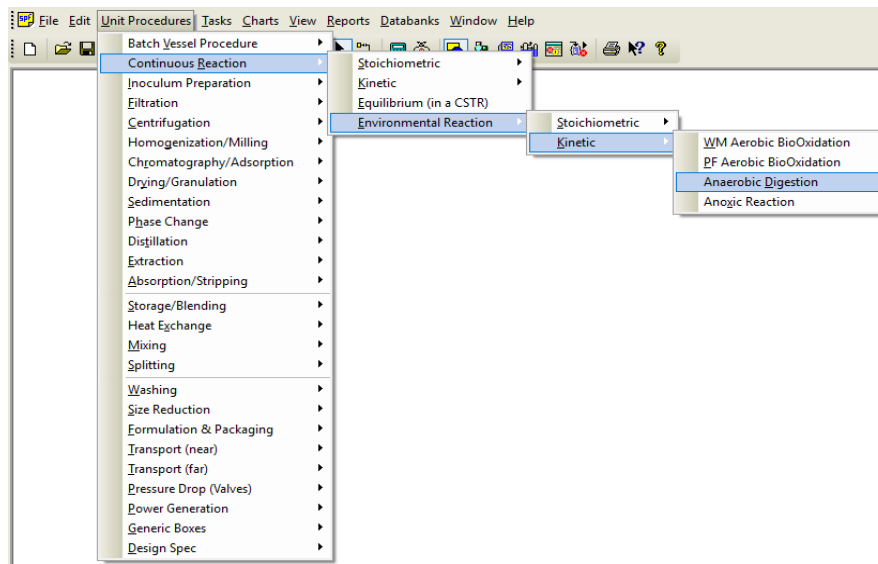 File Edit Unit Procedures Tasks Charts View Reports Databanks Window Help
Batch Vessel Procedure
Continuous Reaction
Inoculum Preparation
Filtration
Centrifugation
Homogenization/Milling
Chromatography/Adsorption
Drying/Granulation
Sedimentation
Phase Change
Distillation
Extraction
Absorption/Stripping
Storage/Blending
Heat Exchange
Mixing
Splitting
Washing
Size Reduction
Formulation & Packaging
Transport (near)
Transport (far)
Pressure Drop (Valves)
Power Generation
Generic Boxes
Design Spec
Stoichiometric
Kinetic
Equilibrium (in a CSTR)
Environmental Reaction
Stoichiometric
Kinetic
WM Aerobic BioOxidation
PF Aerobic BioOxidation
Anaerobic Digestion
Anoxic Reaction